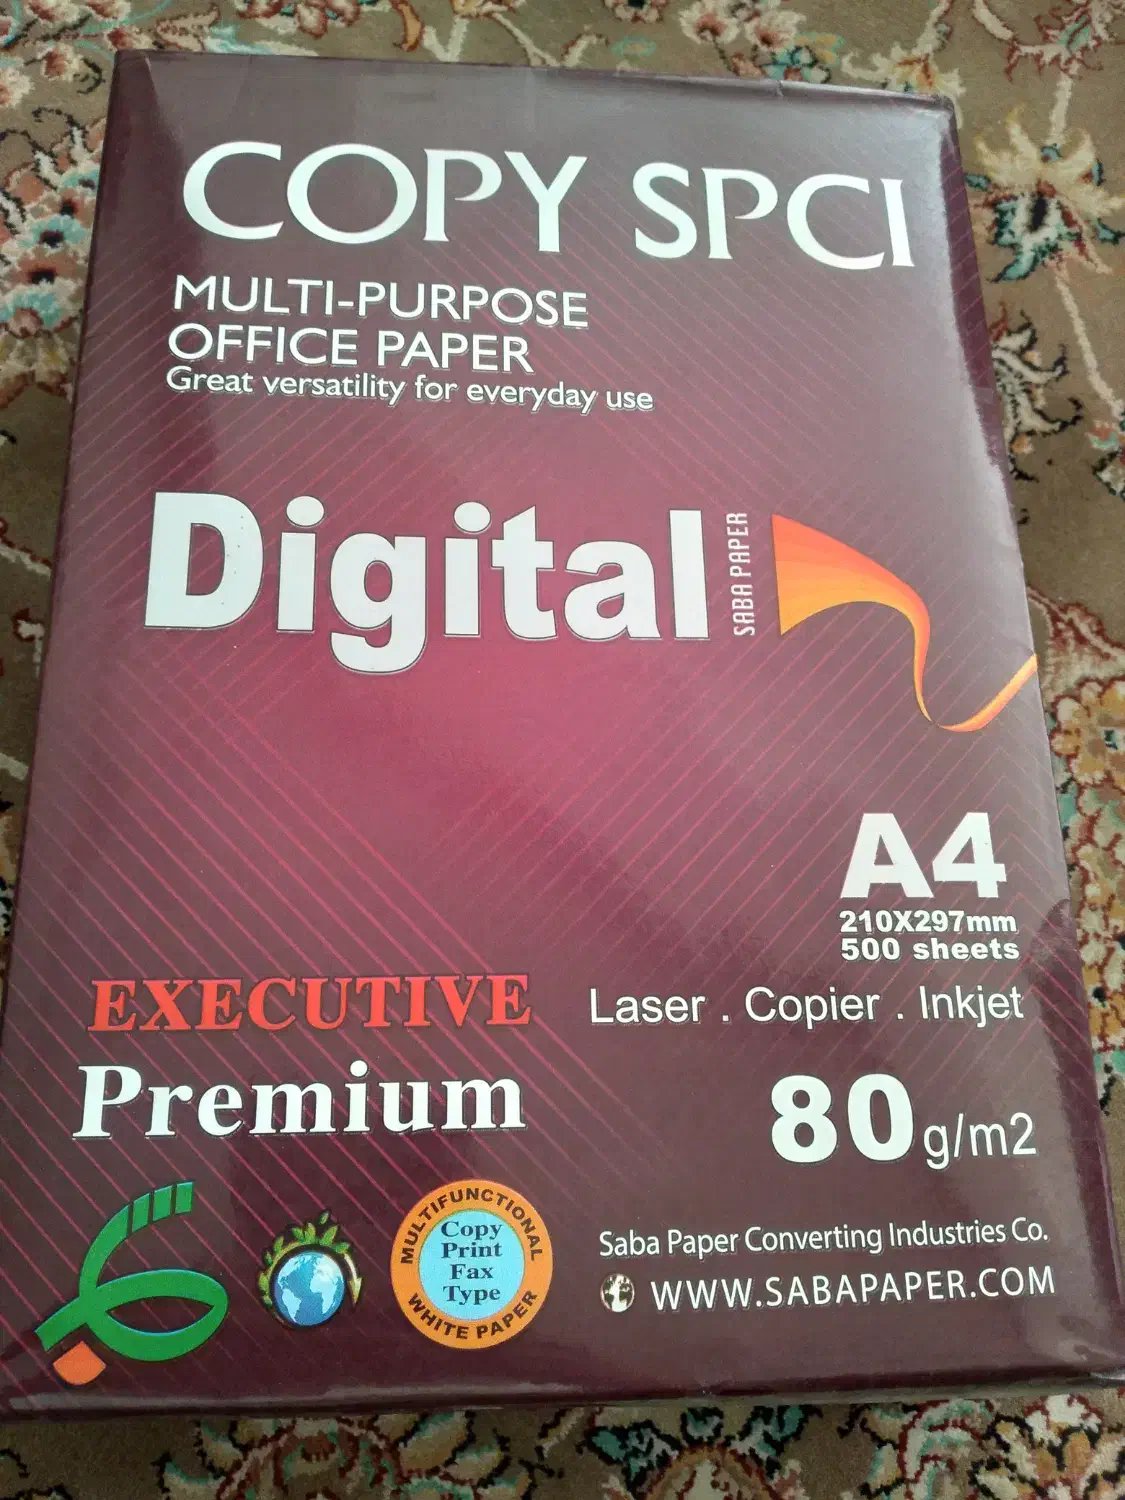 COPY SPCI
MULTI-PURPOSE
OFFICE PAPER
Great versatility for everyday use
Digital
SABA PAPER
A4
210X297mm
500 sheets
EXECUTIVE
Laser . Copier . Inkjet
Premium
80 g/m2
MULTIFUNCTIONAL
Copy
Print
Fax
Type
WHITE PAPER
Saba Paper Converting Industries Co.
WWW.SABAPAPER.COM